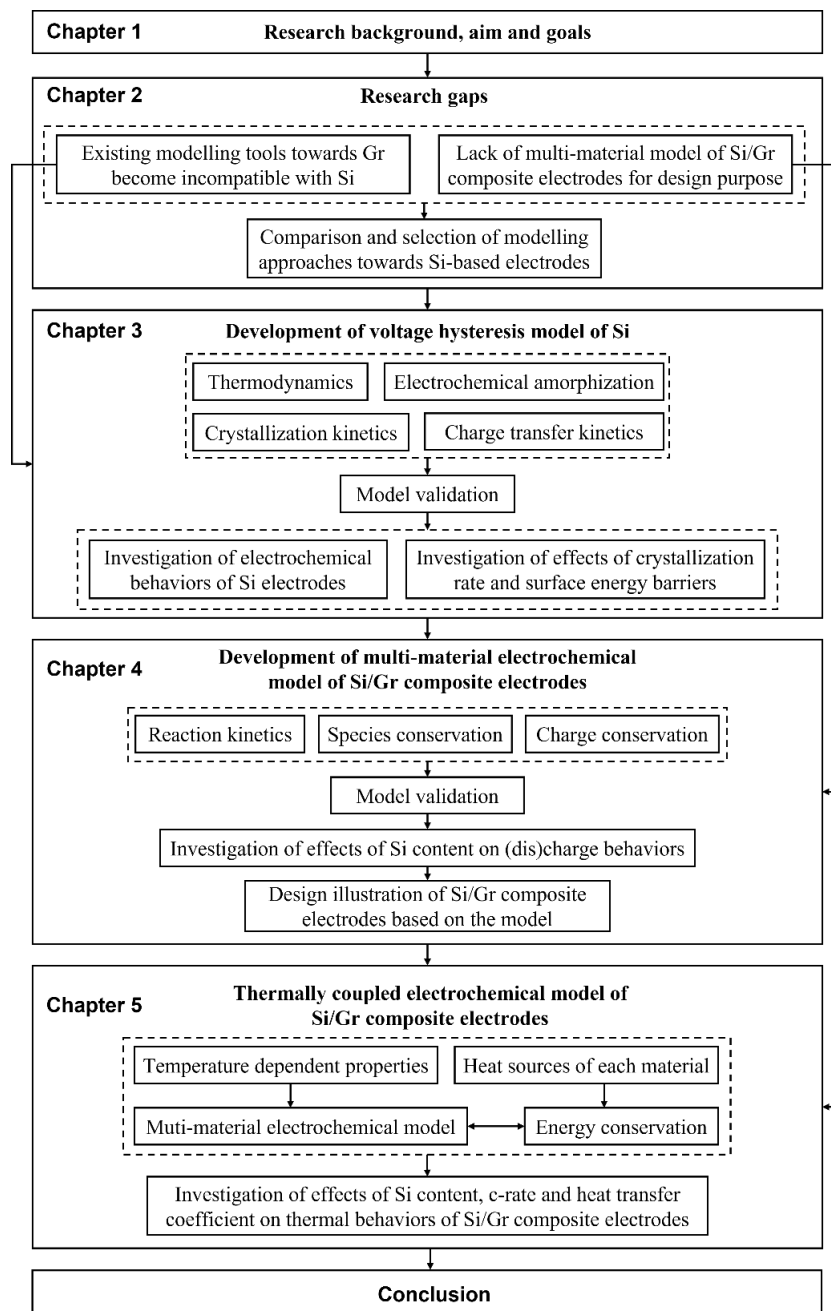 Chapter 1
Research background, aim and goals
Chapter 2
Research gaps
Existing modelling tools towards Gr
become incompatible with Si
Lack of multi-material model of Si/Gr
composite electrodes for design purpose
Comparison and selection of modelling
approaches towards Si-based electrodes
Chapter 3
Development of voltage hysteresis model of Si
Thermodynamics
Electrochemical amorphization
Crystallization kinetics
Charge transfer kinetics
Model validation
Investigation of electrochemical
behaviors of Si electrodes
Investigation of effects of crystallization
rate and surface energy barriers
Chapter 4
Development of multi-material electrochemical
model of Si/Gr composite electrodes
Reaction kinetics
Species conservation
Charge conservation
Model validation
Investigation of effects of Si content on (dis)charge behaviors
Design illustration of Si/Gr composite
electrodes based on the model
Chapter 5
Thermally coupled electrochemical model of
Si/Gr composite electrodes
Temperature dependent properties
Heat sources of each material
Muti-material electrochemical model
Energy conservation
Investigation of effects of Si content, c-rate and heat transfer
coefficient on thermal behaviors of Si/Gr composite electrodes
Conclusion